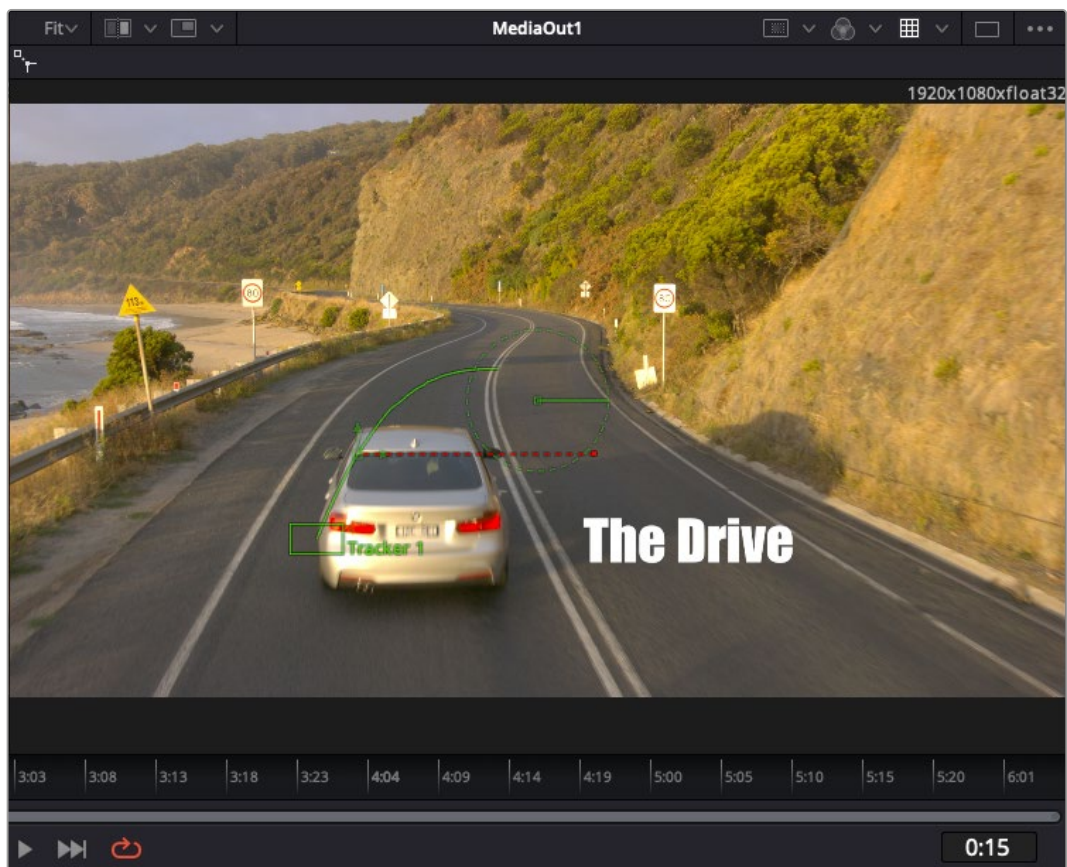 Fit
MediaOut1
1920x1080xfloat32
80
80
Tracker 1
The Drive
3:03 3:08 3:13 3:18 3:23 4:04 4:09 4:14 4:19 5:00 5:05 5:10 5:15 5:20 6:01
0:15